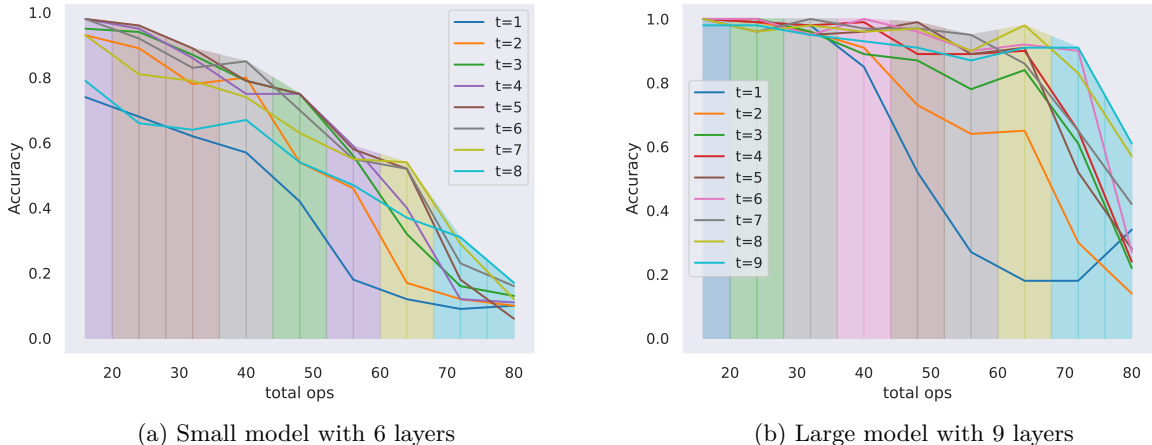 1.0
0.8
0.6
0.4
0.2
0.0
Accuracy
20 30 40 50 60 70 80
total ops
t=1
t=2
t=3
t=4
t=5
t=6
t=7
t=8
(a) Small model with 6 layers
1.0
0.8
0.6
0.4
0.2
0.0
Accuracy
20 30 40 50 60 70 80
total ops
t=1
t=2
t=3
t=4
t=5
t=6
t=7
t=8
t=9
(b) Large model with 9 layers